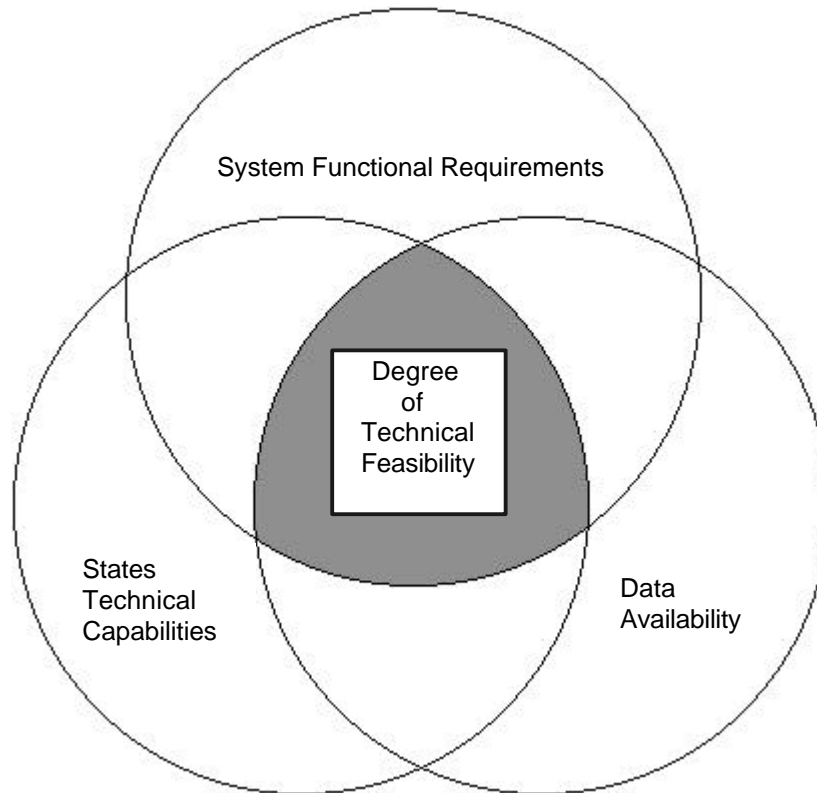 System Functional Requirements
Degree
of
Technical
Feasibility
States
Technical
Capabilities
Data
Availability